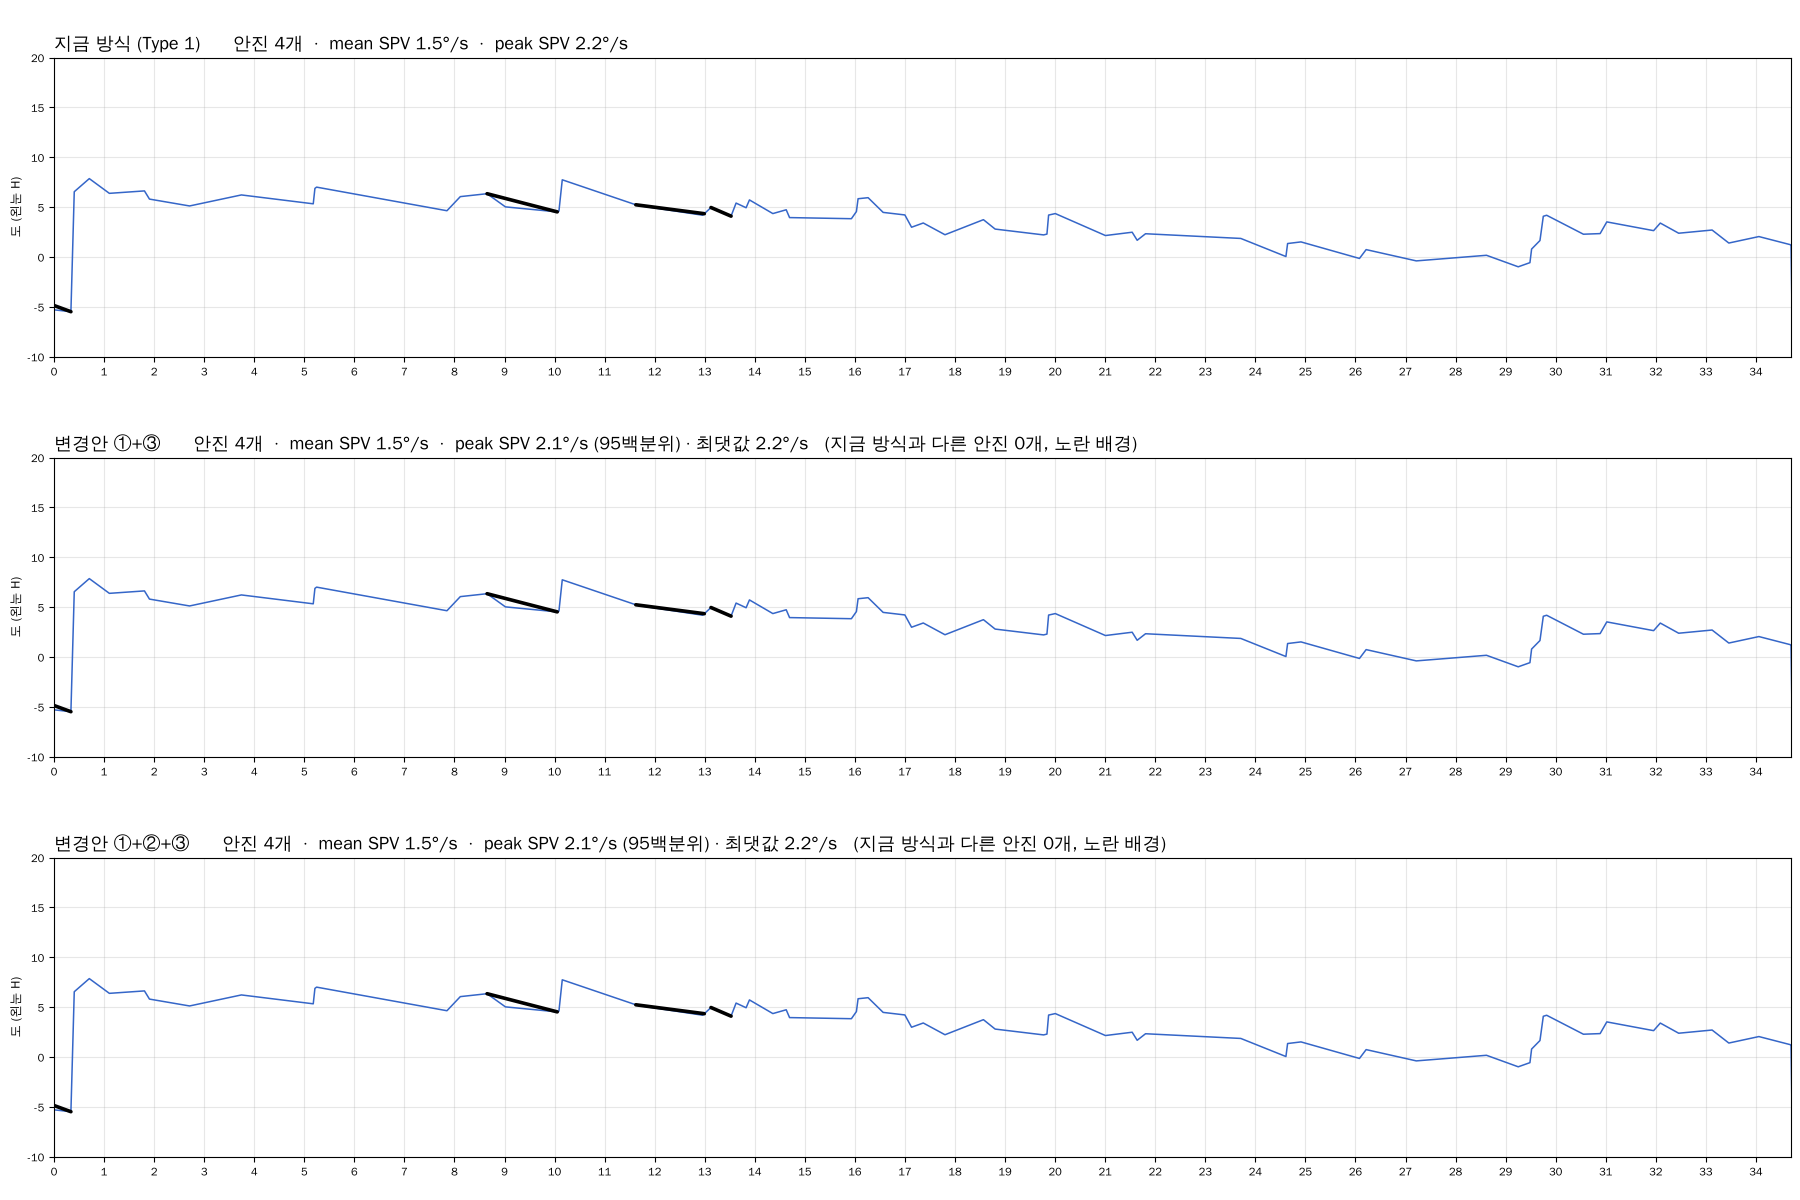 지금 방식 (Type 1) 안진 4개 · mean SPV 1.5°/s · peak SPV 2.2°/s
20
15
10
5
0
-5
-10
도 (왼눈 H)
0 1 2 3 4 5 6 7 8 9 10 11 12 13 14 15 16 17 18 19 20 21 22 23 24 25 26 27 28 29 30 31 32 33 34
변경안 ①+③ 안진 4개 · mean SPV 1.5°/s · peak SPV 2.1°/s (95백분위) · 최댓값 2.2°/s (지금 방식과 다른 안진 0개, 노란 배경)
20
15
10
5
0
-5
-10
도 (왼눈 H)
0 1 2 3 4 5 6 7 8 9 10 11 12 13 14 15 16 17 18 19 20 21 22 23 24 25 26 27 28 29 30 31 32 33 34
변경안 ①+②+③ 안진 4개 · mean SPV 1.5°/s · peak SPV 2.1°/s (95백분위) · 최댓값 2.2°/s (지금 방식과 다른 안진 0개, 노란 배경)
20
15
10
5
0
-5
-10
도 (왼눈 H)
0 1 2 3 4 5 6 7 8 9 10 11 12 13 14 15 16 17 18 19 20 21 22 23 24 25 26 27 28 29 30 31 32 33 34